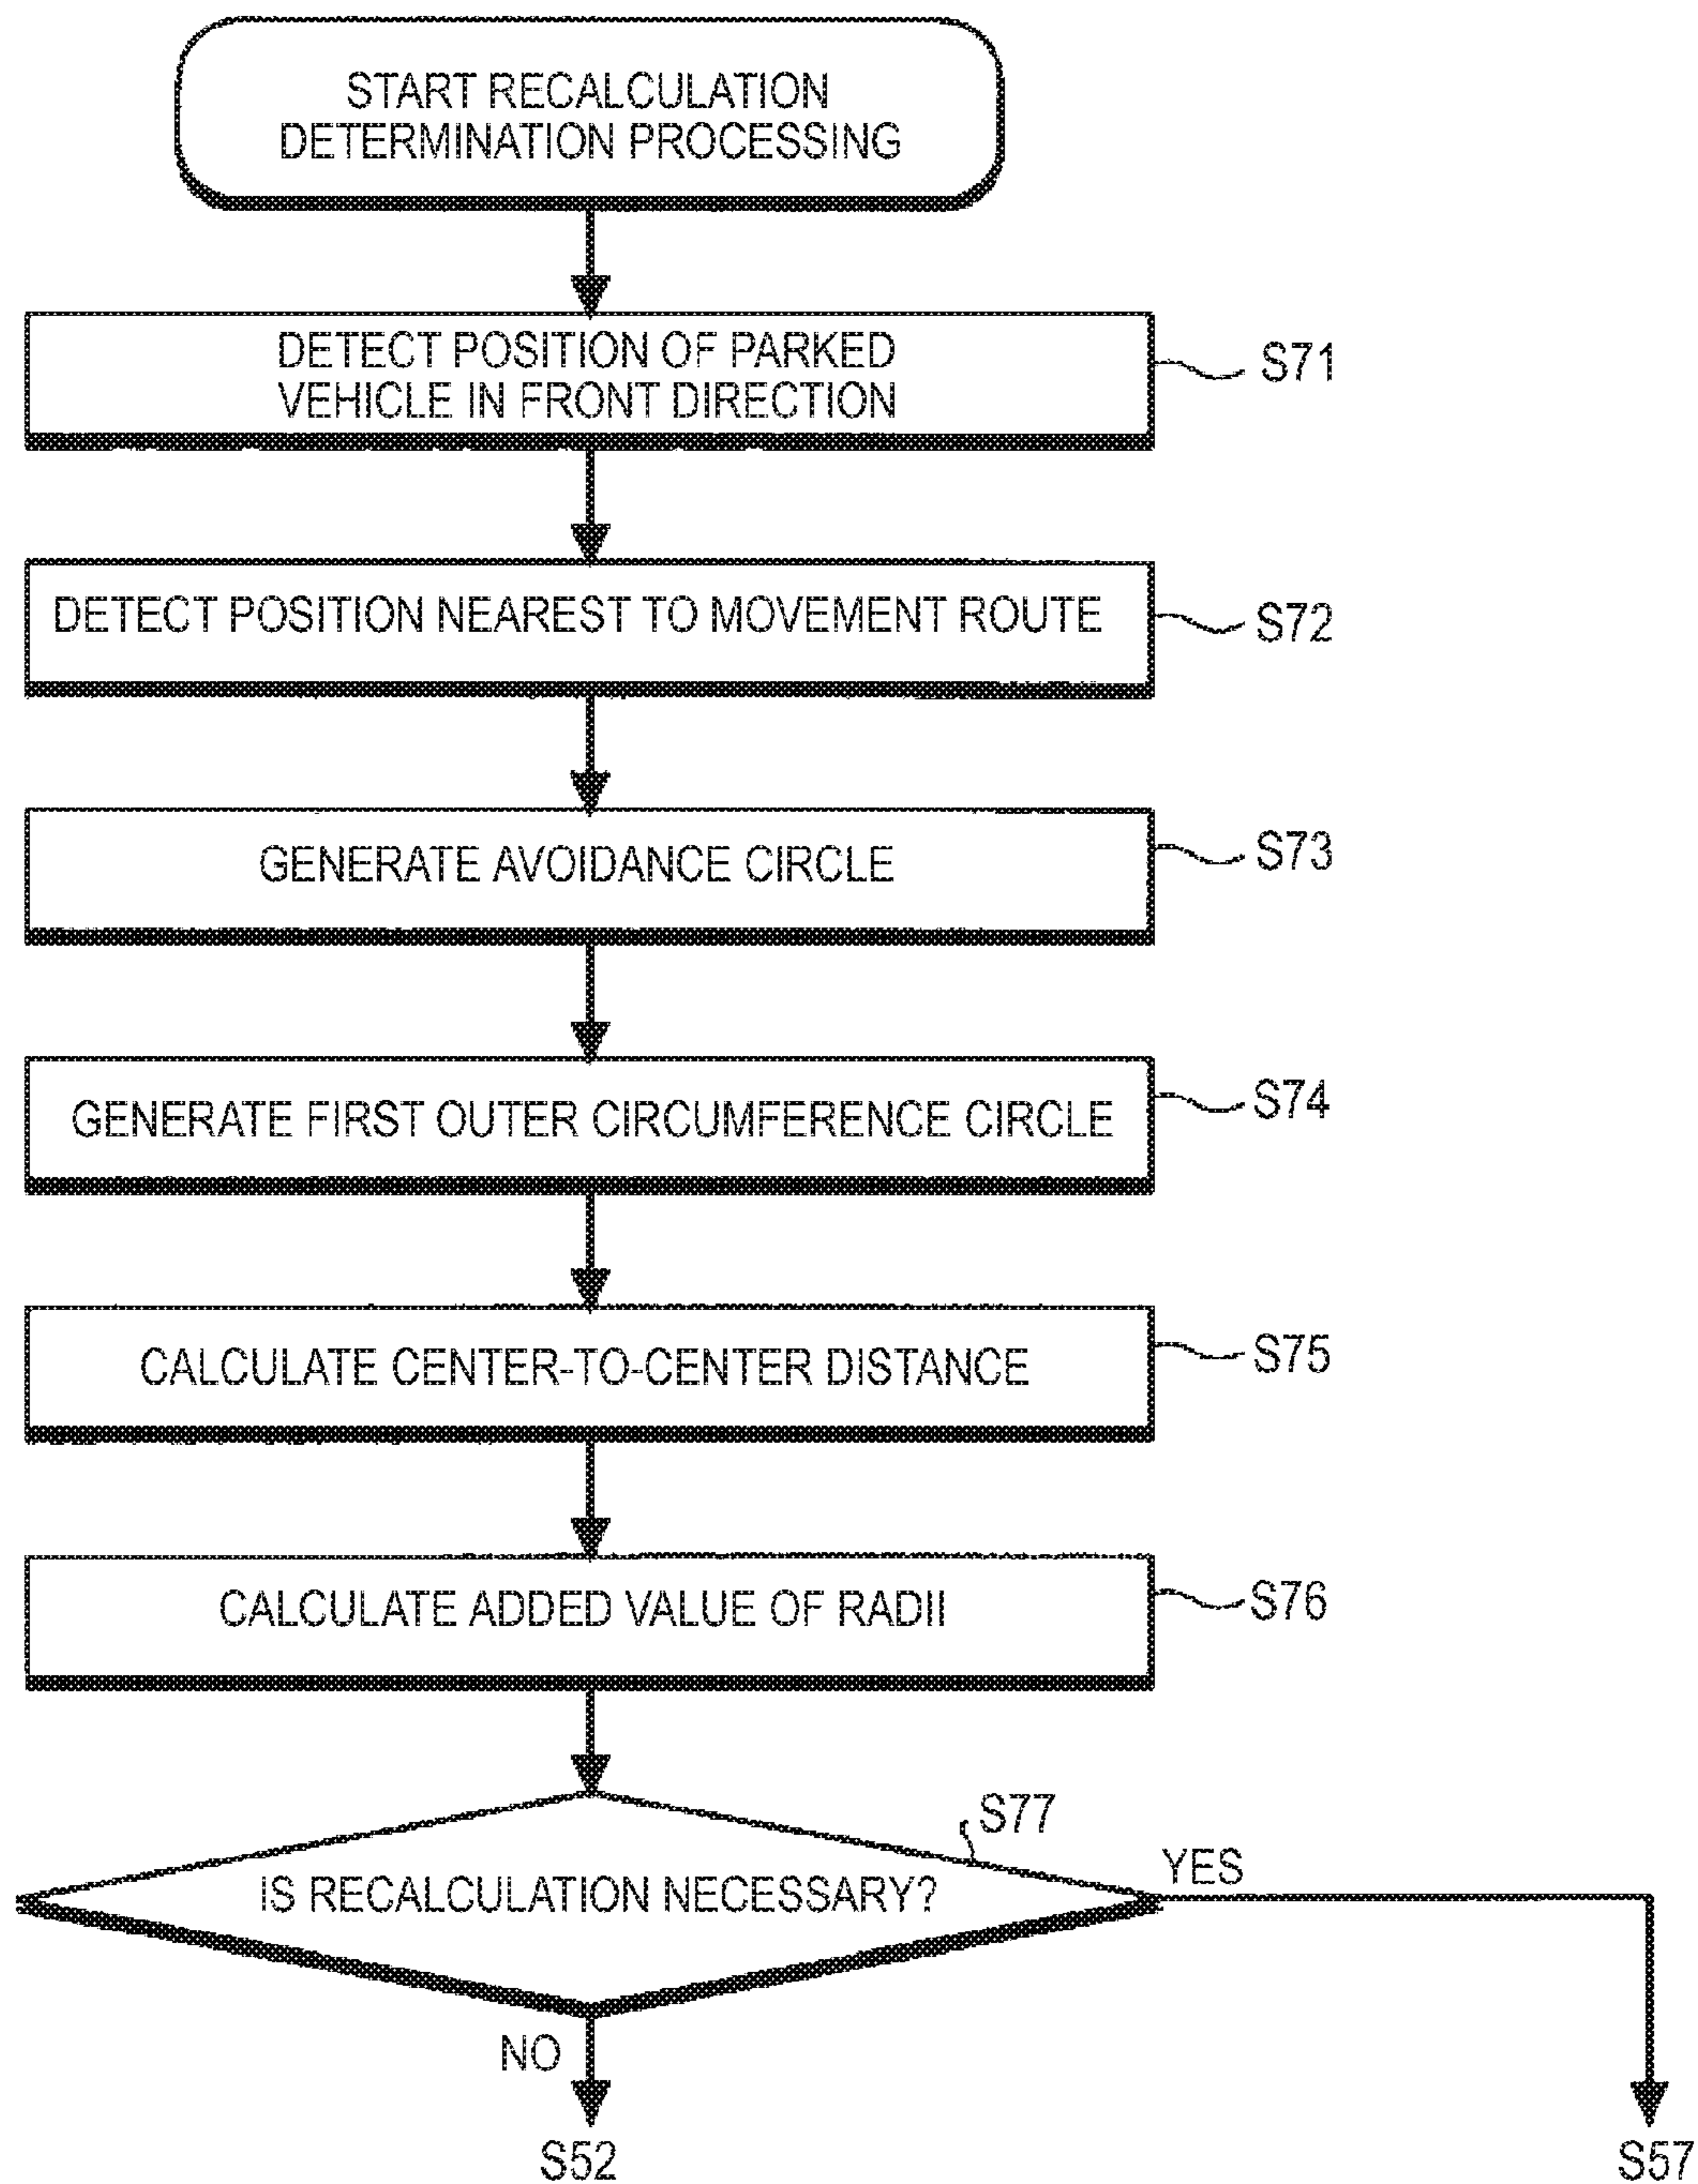 START RECALCULATION
DETERMINATION PROCESSING
DETECT POSITION OF PARKED
VEHICLE IN FRONT DIRECTION
S71
DETECT POSITION NEAREST TO MOVEMENT ROUTE
S72
GENERATE AVOIDANCE CIRCLE
S73
GENERATE FIRST OUTER CIRCUMFERENCE CIRCLE
S74
CALCULATE CENTER-TO-CENTER DISTANCE
S75
CALCULATE ADDED VALUE OF RADII
S76
S77
IS RECALCULATION NECESSARY?
YES
NO
S52
S57